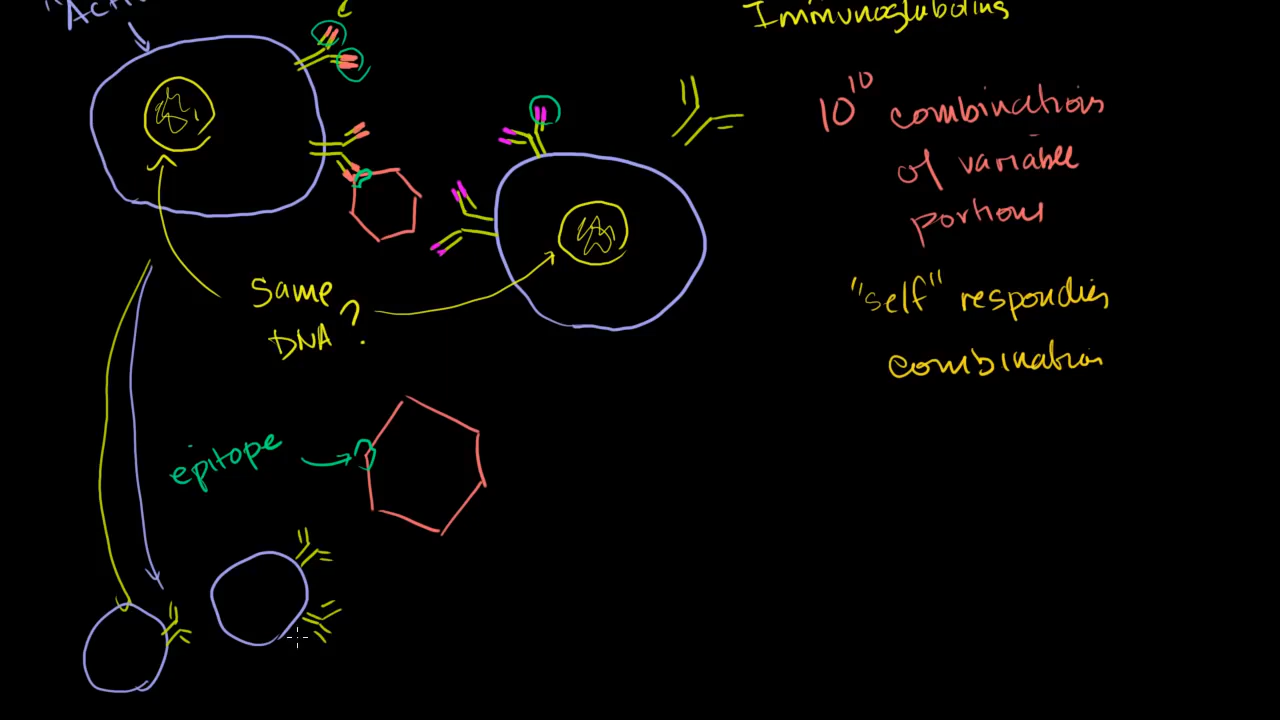 Immunoglobulins
10^10 combinations
of variable
portions
"self" responding
combination
Same
DNA?
epitope